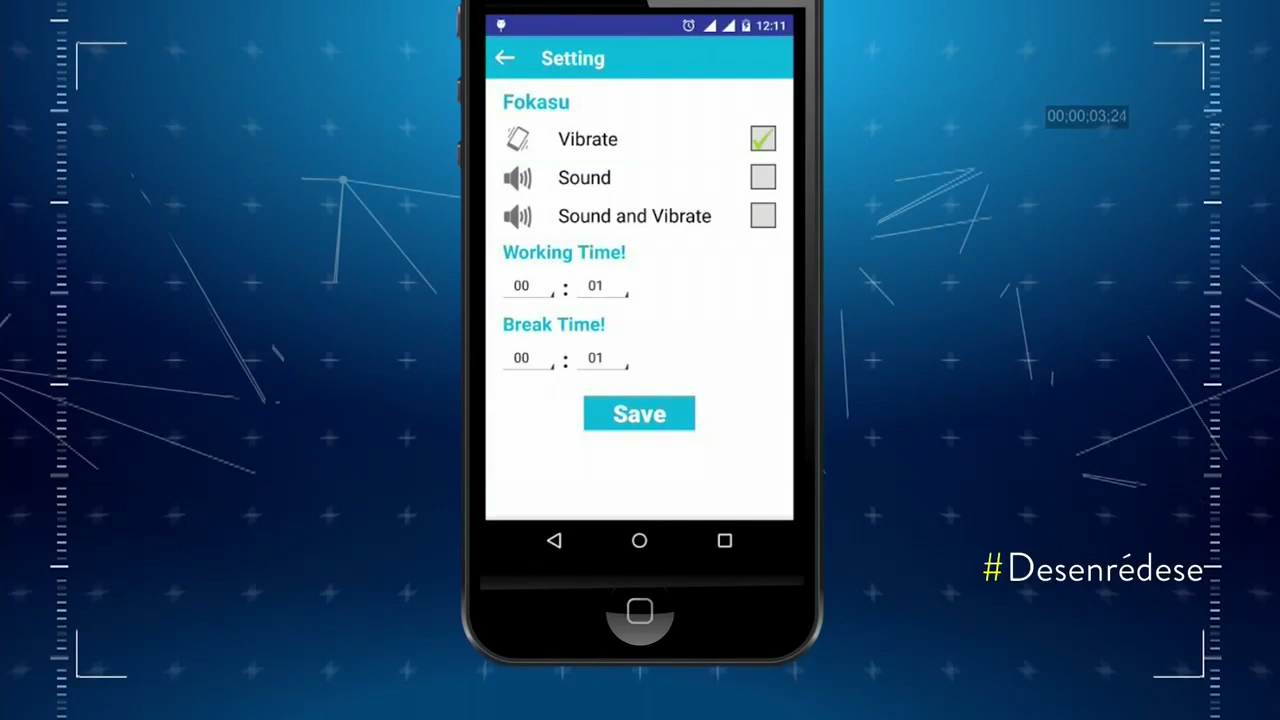 12:11
Setting
Fokasu
00;00;03;24
Vibrate
Sound
Sound and Vibrate
Working Time!
00 : 01
Break Time!
00 : 01
Save
#Desenrédese